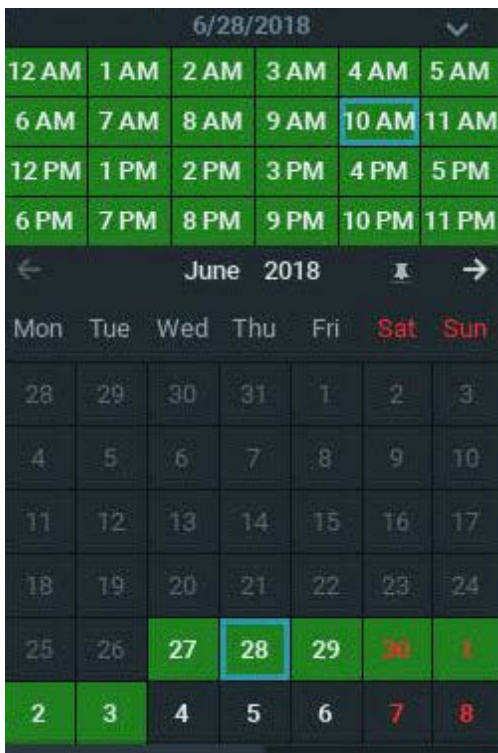 6/28/2018
12 AM 1 AM 2 AM 3 AM 4 AM 5 AM
6 AM 7 AM 8 AM 9 AM 10 AM 11 AM
12 PM 1 PM 2 PM 3 PM 4 PM 5 PM
6 PM 7 PM 8 PM 9 PM 10 PM 11 PM
June 2018
Mon Tue Wed Thu Fri Sat Sun
28 29 30 31 1 2 3
4 5 6 7 8 9 10
11 12 13 14 15 16 17
18 19 20 21 22 23 24
25 26 27 28 29 30 1
2 3 4 5 6 7 8